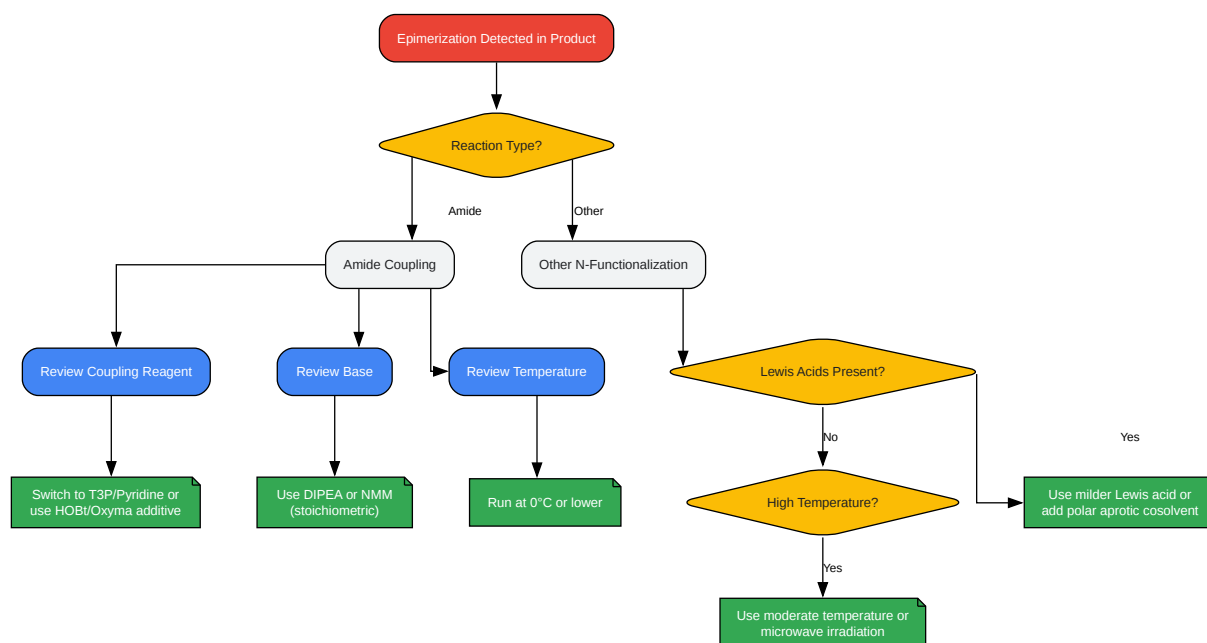 Epimerization Detected in Product
Reaction Type?
Amide
Other
Amide Coupling
Other N-Functionalization
Review Coupling Reagent
Review Base
Review Temperature
Lewis Acids Present?
No
Yes
Switch to T3P/Pyridine or
use HOBt/Oxyma additive
Use DIPEA or NMM
(stoichiometric)
Run at 0°C or lower
High Temperature?
Use milder Lewis acid or
add polar aprotic cosolvent
Yes
Use moderate temperature or
microwave irradiation